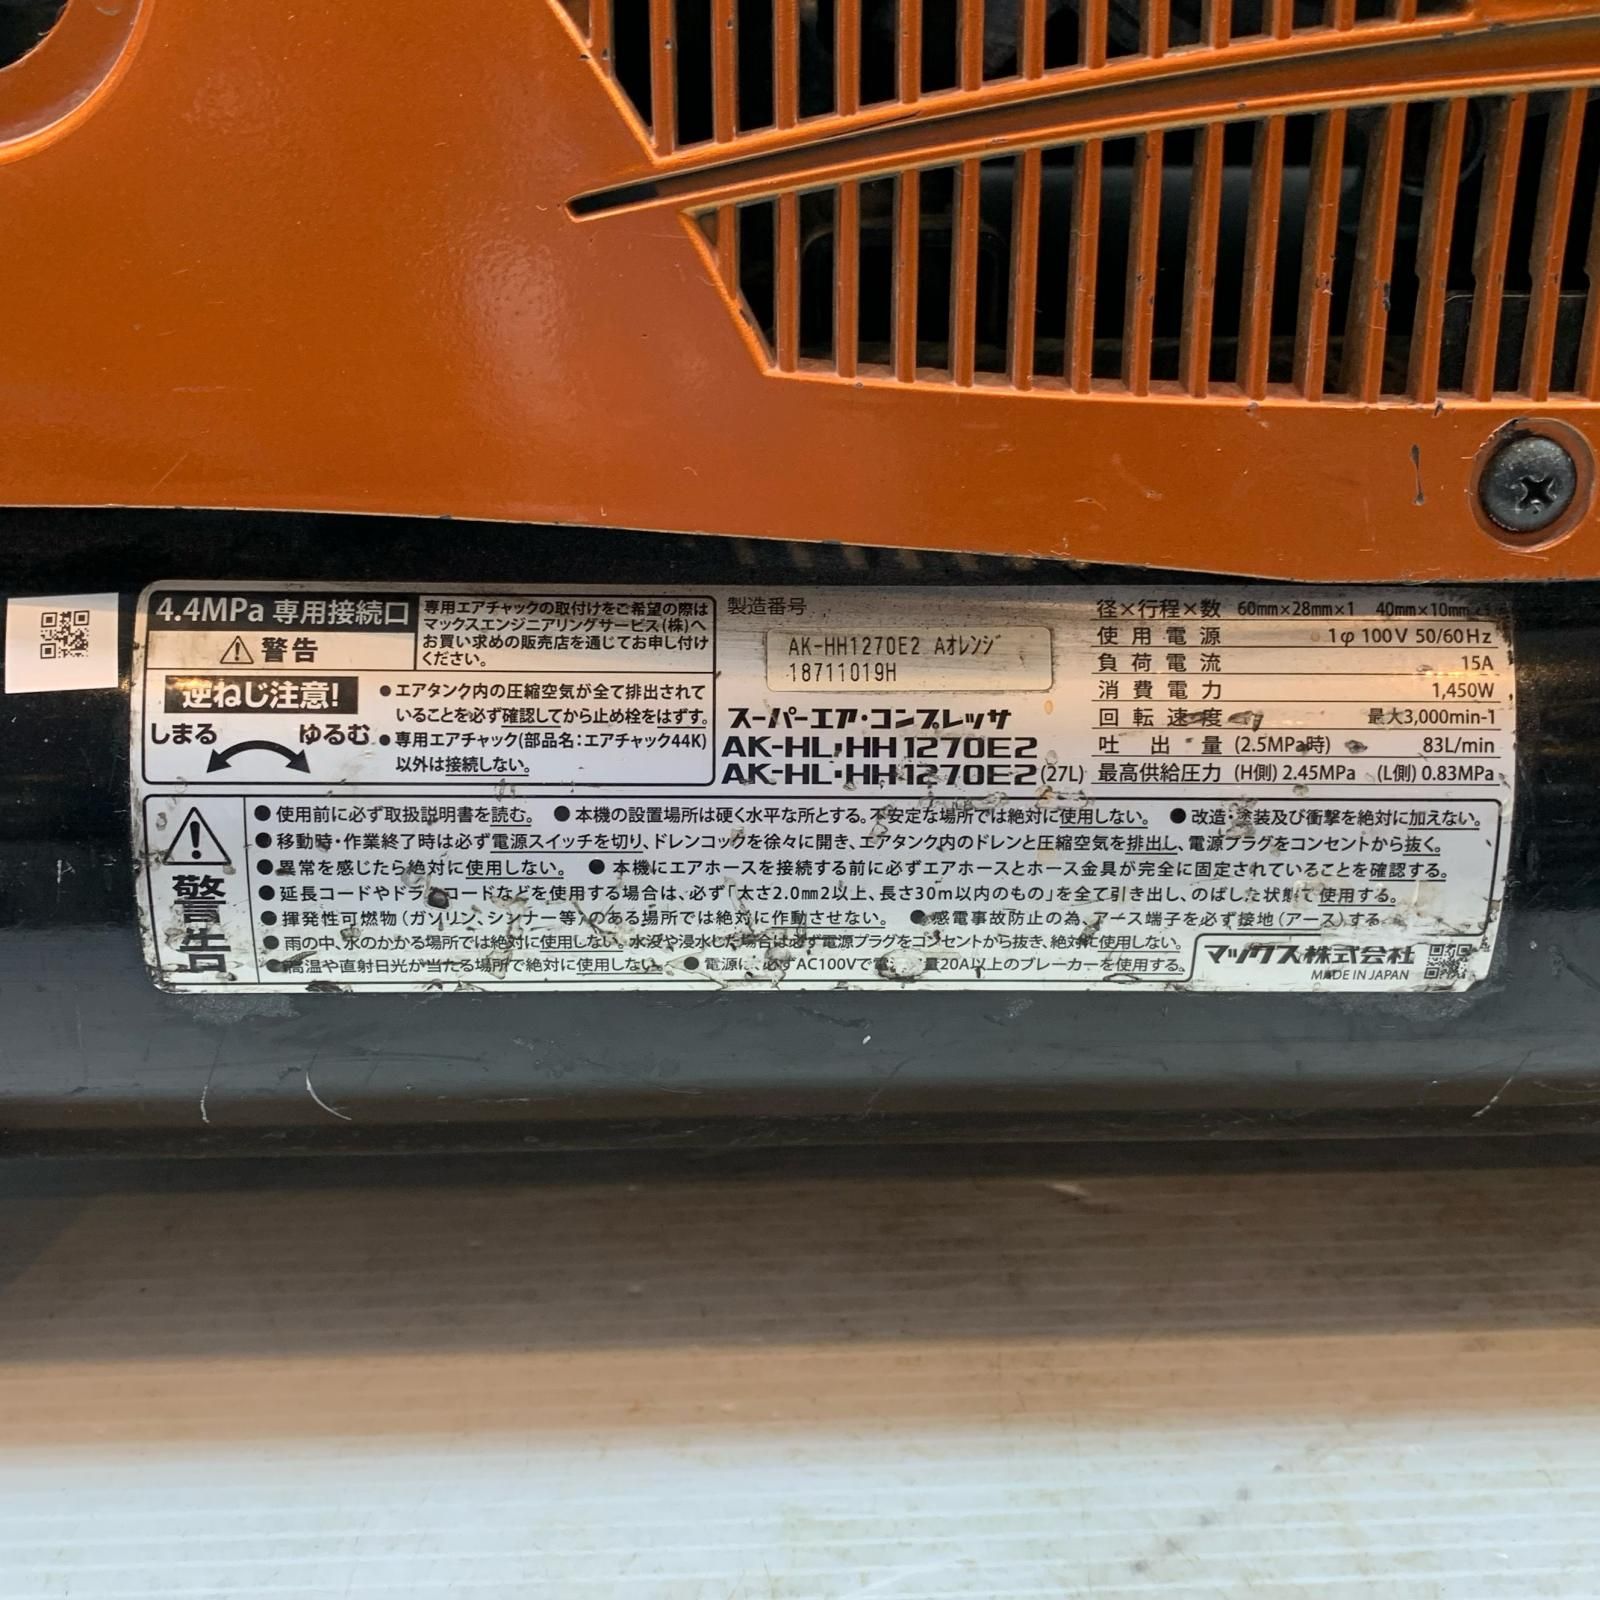 4.4MPa 専用接続口
警告
専用エアチャックの取付けをご希望の際は
マックスエンジニアリングサービス(株)へ
お買い求めの販売店を通じてお申し付け
ください。
逆ねじ注意!
しまる ゆるむ
●エアタンク内の圧縮空気が全て排出されて
いることを必ず確認してから止め栓をはずす。
●専用エアチャック(部品名:エアチャック44K)
以外は接続しない。
製造番号
AK-HH1270E2 Aオレンジ
18711019H
スーパーエア・コンプレッサ
AK-HL・HH1270E2
AK-HL・HH1270E2(27L)
径×行程×数 60mm×28mm×1 40mm×10mm
使用電源 1φ 100V 50/60Hz
負荷電流 15A
消費電力 1,450W
回転速度 最大3,000min-1
吐出量 (2.5MPa時) 83L/min
最高供給圧力 (H側) 2.45MPa (L側) 0.83MPa
警告
●使用前に必ず取扱説明書を読む。 ●本機の設置場所は硬く水平な所とする。不安定な場所では絶対に使用しない。 ●改造・塗装及び衝撃を絶対に加えない。
●移動時・作業終了時は必ず電源スイッチを切り、ドレンコックを徐々に開き、エアタンク内のドレンと圧縮空気を排出し、電源プラグをコンセントから抜く。
●異常を感じたら絶対に使用しない。 ●本機にエアホースを接続する前に必ずエアホースとホース金具が完全に固定されていることを確認する。
●延長コードやドラムコードなどを使用する場合は、必ず「太さ2.0mm2以上、長さ30m以内のもの」を全て引き出し、のばした状態で使用する。
●揮発性可燃物(ガソリン、シンナー等)のある場所では絶対に作動させない。 ●感電事故防止の為、アース端子を必ず接地(アース)する。
●雨の中、水のかかる場所では絶対に使用しない。水没や浸水した場合は必ず電源プラグをコンセントから抜き、絶対に使用しない。
●高温や直射日光が当たる場所で絶対に使用しない。 ●電源は、必ずAC100Vで電 量20A以上のブレーカーを使用する。
マックス株式会社
MADE IN JAPAN